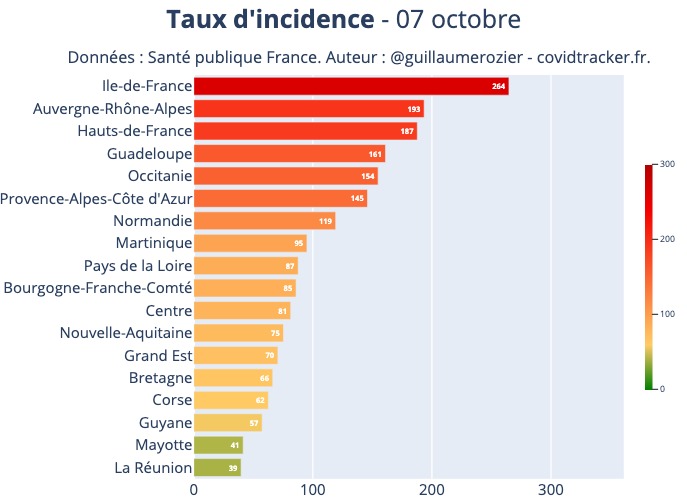 Taux d'incidence - 07 octobre
Données : Santé publique France. Auteur : @guillaumerozier - covidtracker.fr.
Ile-de-France 264
Auvergne-Rhône-Alpes 193
Hauts-de-France 187
Guadeloupe 161
Occitanie 154
Provence-Alpes-Côte d'Azur 145
Normandie 119
Martinique 95
Pays de la Loire 87
Bourgogne-Franche-Comté 85
Centre 81
Nouvelle-Aquitaine 75
Grand Est 70
Bretagne 66
Corse 62
Guyane 57
Mayotte 41
La Réunion 39
0 100 200 300
300
200
100
0